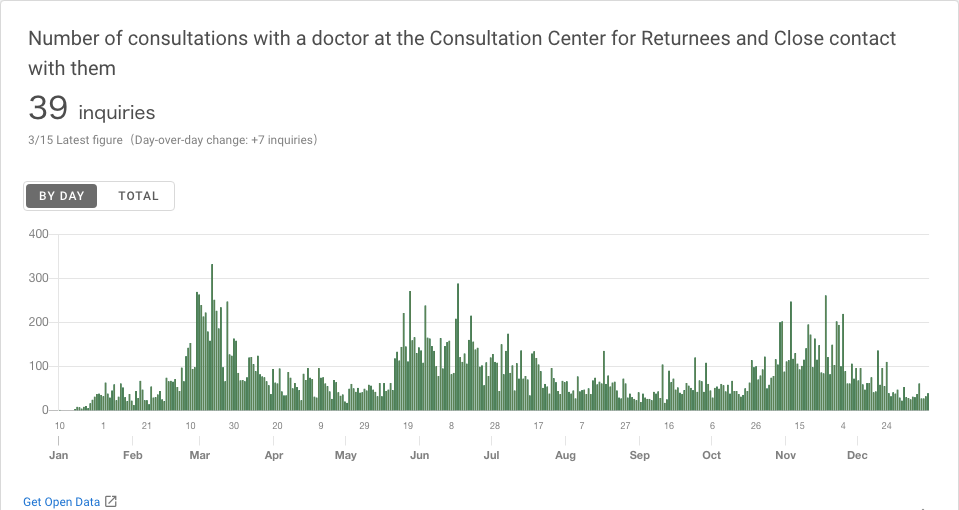 Number of consultations with a doctor at the Consultation Center for Returnees and Close contact
with them
39 inquiries
3/15 Latest figure（Day-over-day change: +7 inquiries）
BY DAY TOTAL
400
300
200
100
0
10 1 21 10 30 20 9 29 19 8 28 17 7 27 16 6 26 15 4 24
Jan Feb Mar Apr May Jun Jul Aug Sep Oct Nov Dec
Get Open Data